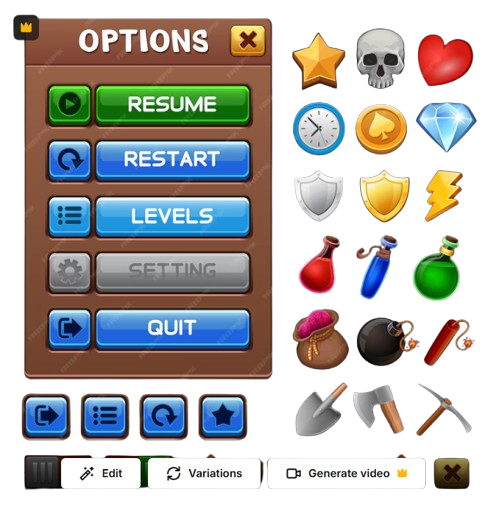 OPTIONS
RESUME
RESTART
LEVELS
SETTING
QUIT
Edit
Variations
Generate video